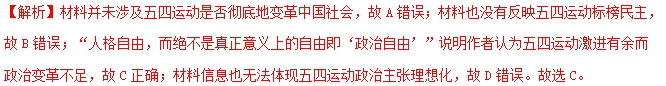 【解析】材料并未涉及五四运动是否彻底地变革中国社会，故 A 错误；材料也没有反映五四运动标榜民主，
故 B 错误；“人格自由，而绝不是真正意义上的自由即‘政治自由’”说明作者认为五四运动激进有余而
政治变革不足，故 C 正确；材料信息也无法体现五四运动政治主张理想化，故 D 错误。故选 C。